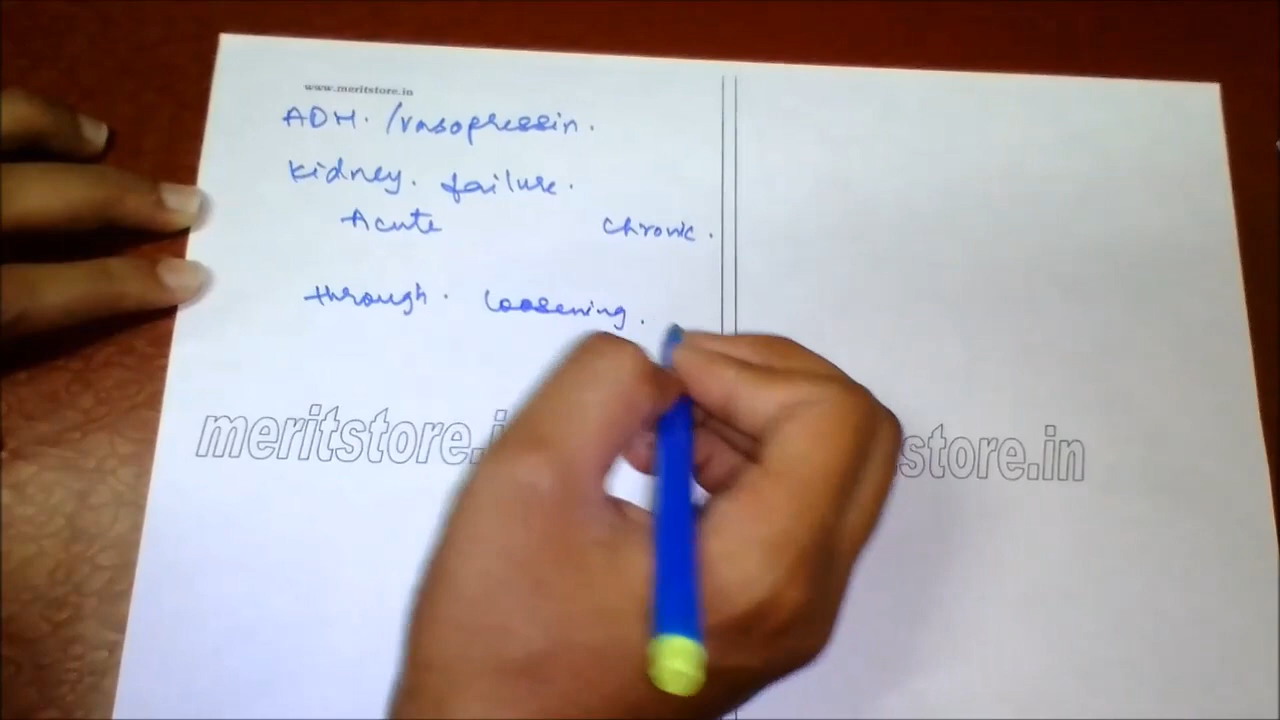 www.meritstore.in
ADH. /vasopressin.
kidney. failure.
Acute chronic.
through. loosening.
meritstore.i
store.in